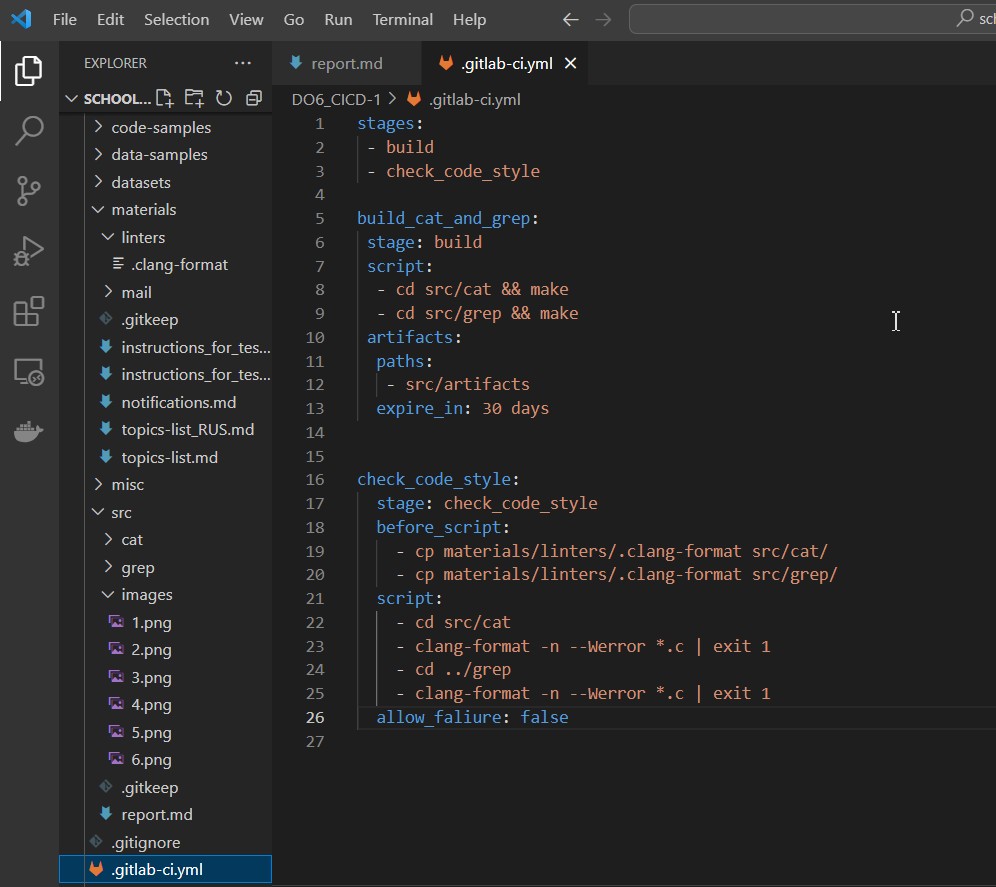 File Edit Selection View Go Run Terminal Help
EXPLORER
SCHOOL...
code-samples
data-samples
datasets
materials
linters
.clang-format
mail
.gitkeep
instructions_for_tes...
instructions_for_tes...
notifications.md
topics-list_RUS.md
topics-list.md
misc
src
cat
grep
images
1.png
2.png
3.png
4.png
5.png
6.png
.gitkeep
report.md
.gitignore
.gitlab-ci.yml
report.md
.gitlab-ci.yml
DO6_CICD-1 > .gitlab-ci.yml
1 stages:
2 - build
3 - check_code_style
4
5 build_cat_and_grep:
6 stage: build
7 script:
8 - cd src/cat && make
9 - cd src/grep && make
10 artifacts:
11 paths:
12 - src/artifacts
13 expire_in: 30 days
14
15
16 check_code_style:
17 stage: check_code_style
18 before_script:
19 - cp materials/linters/.clang-format src/cat/
20 - cp materials/linters/.clang-format src/grep/
21 script:
22 - cd src/cat
23 - clang-format -n --Werror *.c | exit 1
24 - cd ../grep
25 - clang-format -n --Werror *.c | exit 1
26 allow_faliure: false
27